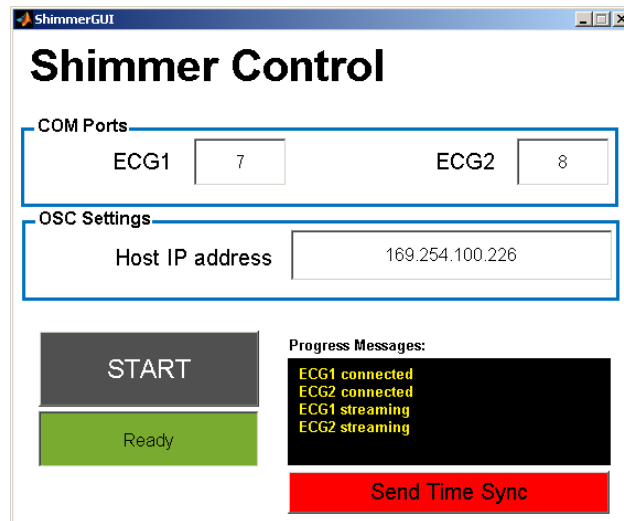 ShimmerGUI
Shimmer Control
COM Ports
ECG1 7 ECG2 8
OSC Settings
Host IP address 169.254.100.226
START
Ready
Progress Messages:
ECG1 connected
ECG2 connected
ECG1 streaming
ECG2 streaming
Send Time Sync